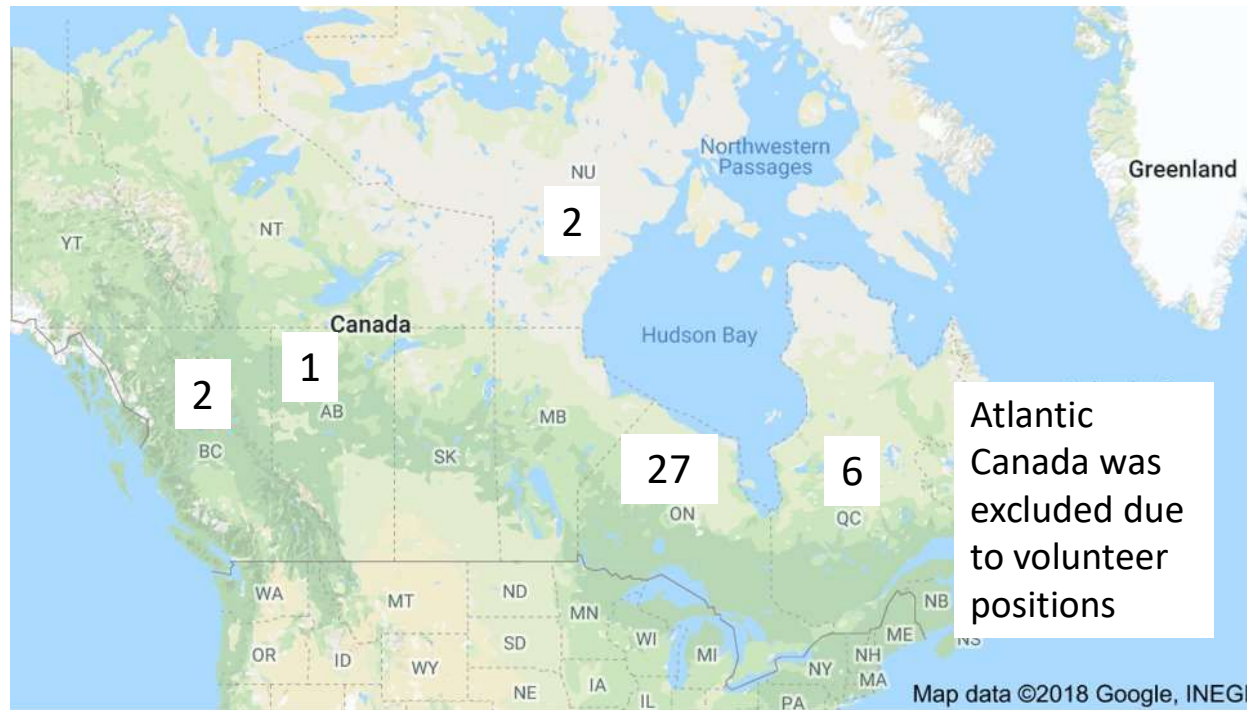 NU
Northwestern
Passages
Greenland
2
YT
NT
Canada
Hudson Bay
1
2
AB
MB
BC
SK
27
6
ON
QC
Atlantic
Canada was
excluded due
to volunteer
positions
WA
MT
ND
MN
NB
NS
OR
ID
SD
WI
MI
ME
WY
NY
NH
MA
NE
IA
IL
PA
Map data ©2018 Google, INEGI